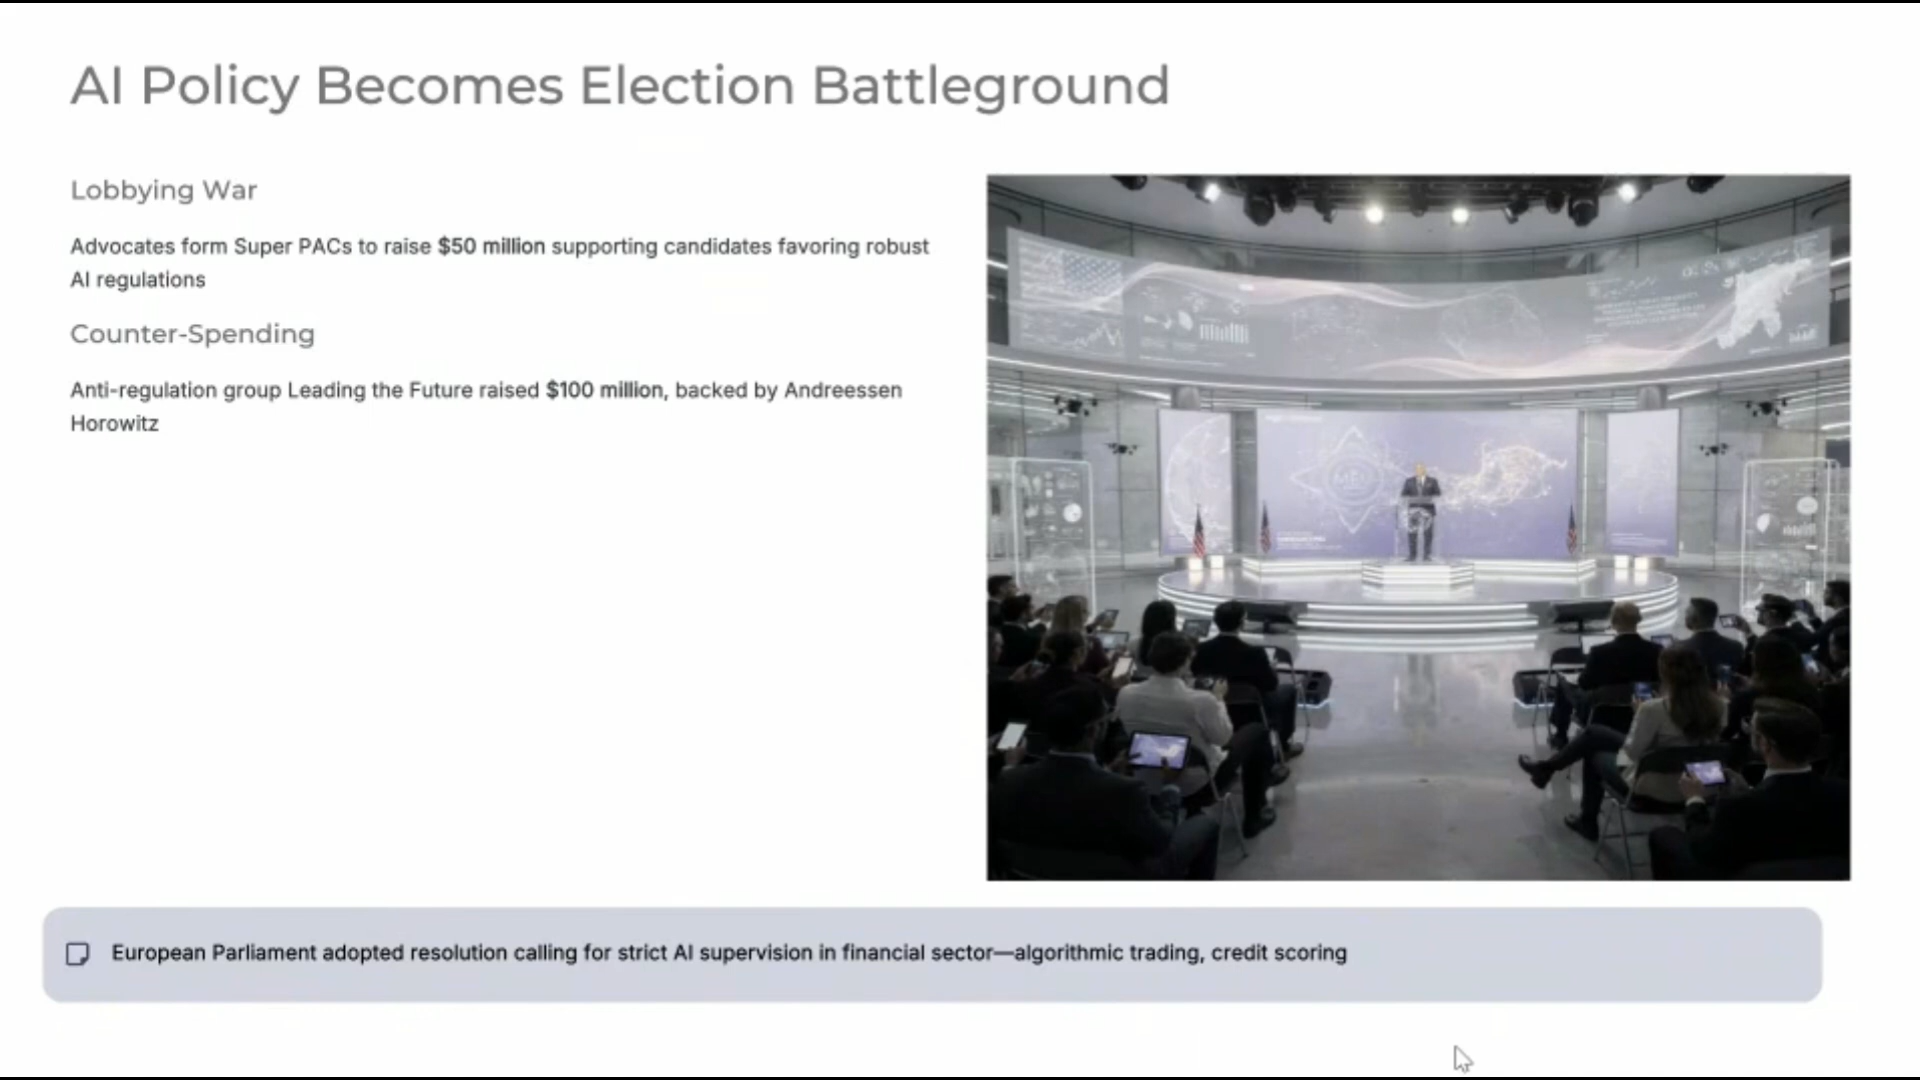 AI Policy Becomes Election Battleground
Lobbying War
Advocates form Super PACs to raise $50 million supporting candidates favoring robust
AI regulations
Counter-Spending
Anti-regulation group Leading the Future raised $100 million, backed by Andreessen
Horowitz
European Parliament adopted resolution calling for strict AI supervision in financial sector—algorithmic trading, credit scoring